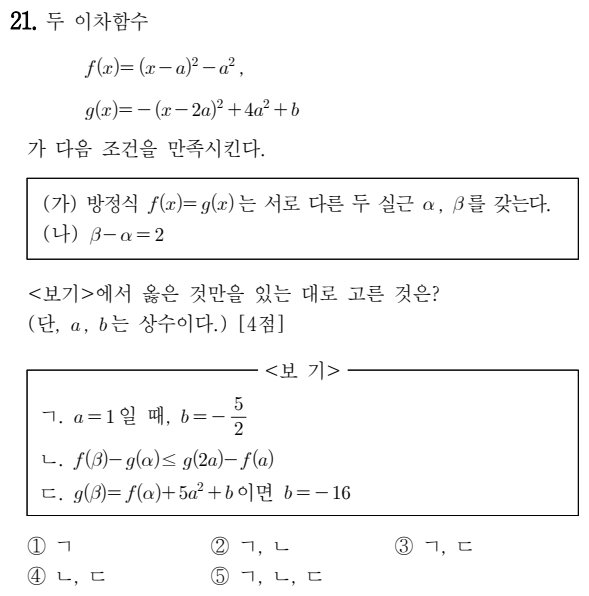 21. 두 이차함수
f(x)=(x-a)²-a²,
g(x)=-(x-2a)²+4a²+b
가 다음 조건을 만족시킨다.
(가) 방정식 f(x)=g(x)는 서로 다른 두 실근 α, β를 갖는다.
(나) β-α=2
<보기>에서 옳은 것만을 있는 대로 고른 것은?
(단, a, b는 상수이다.) [4점]
<보 기>
ㄱ. a=1일 때, b=-5/2
ㄴ. f(β)-g(α)≤g(2a)-f(a)
ㄷ. g(β)=f(α)+5a²+b이면 b=-16
① ㄱ ② ㄱ, ㄴ ③ ㄱ, ㄷ
④ ㄴ, ㄷ ⑤ ㄱ, ㄴ, ㄷ